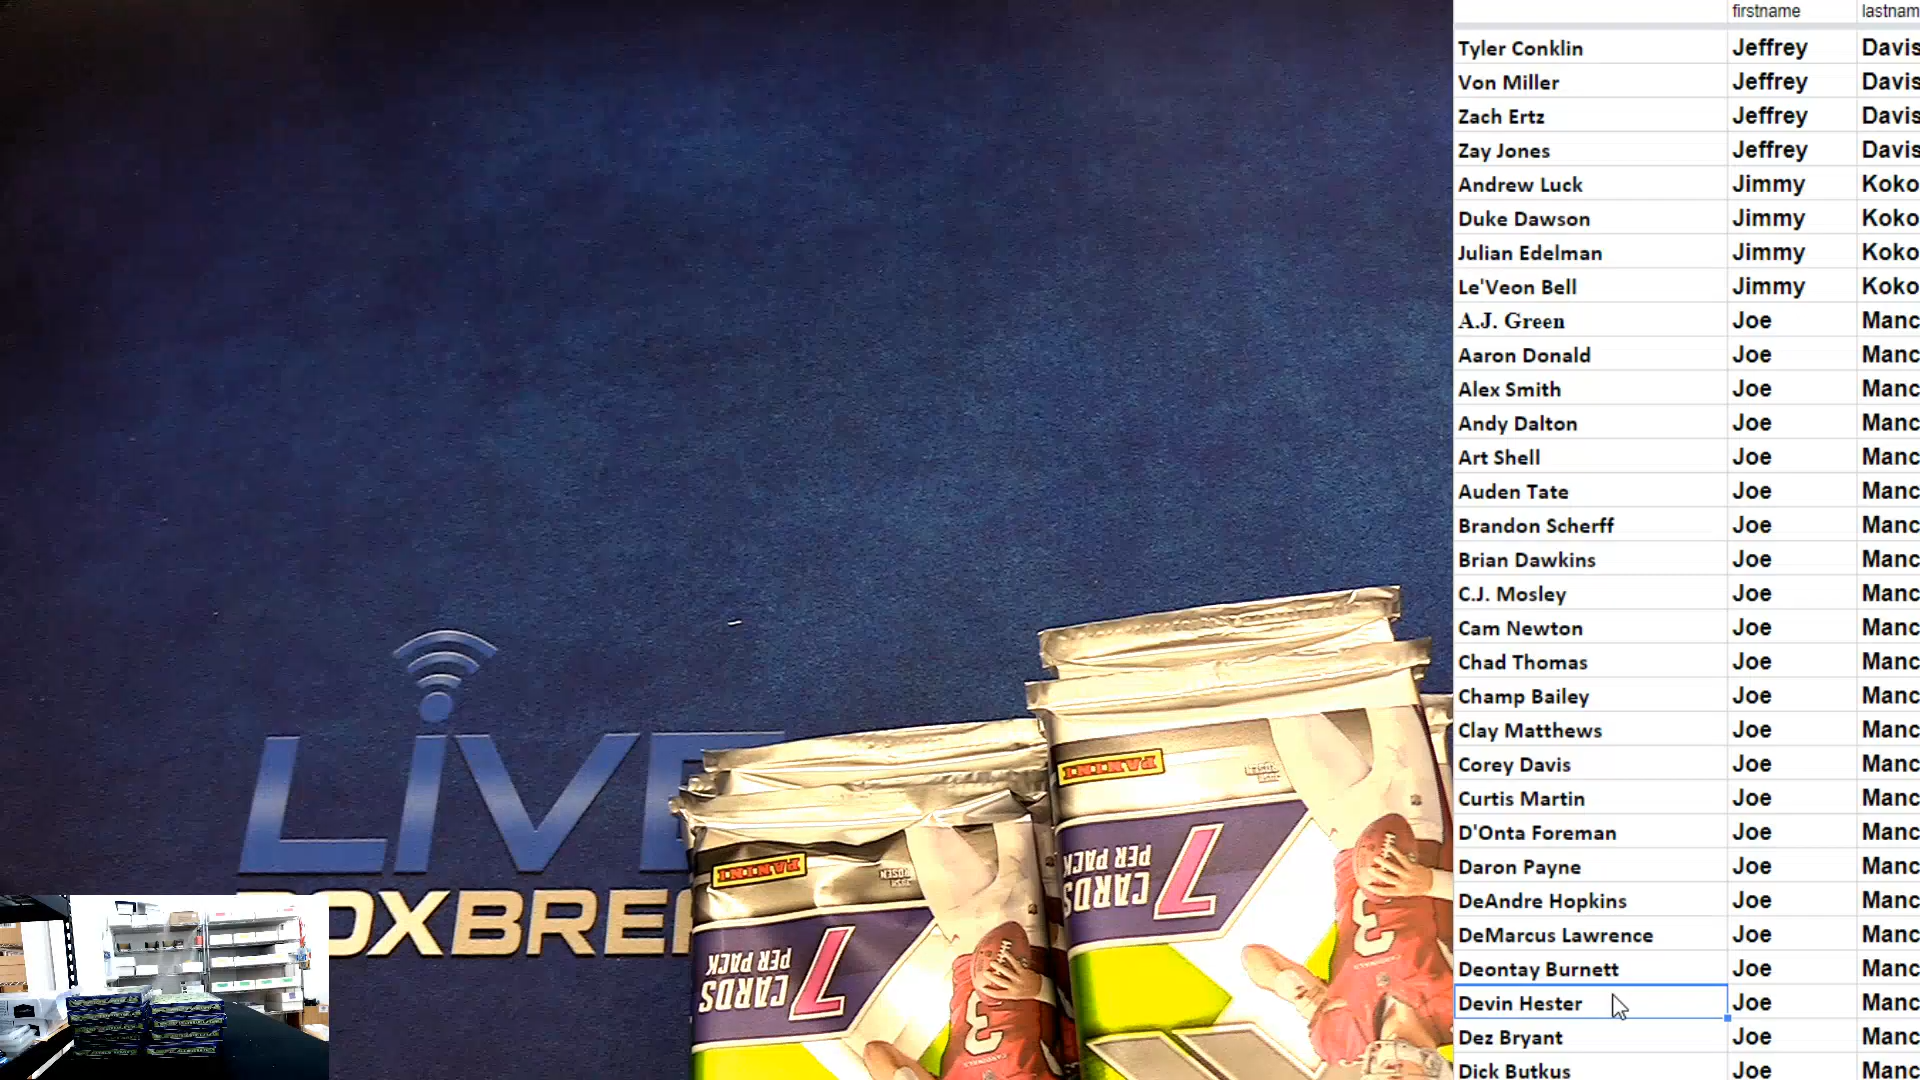 firstname lastnam
Tyler Conklin Jeffrey Davis
Von Miller Jeffrey Davis
Zach Ertz Jeffrey Davis
Zay Jones Jeffrey Davis
Andrew Luck Jimmy Koko
Duke Dawson Jimmy Koko
Julian Edelman Jimmy Koko
Le'Veon Bell Jimmy Koko
A.J. Green Joe Manc
Aaron Donald Joe Manc
Alex Smith Joe Manc
Andy Dalton Joe Manc
Art Shell Joe Manc
Auden Tate Joe Manc
Brandon Scherff Joe Manc
Brian Dawkins Joe Manc
C.J. Mosley Joe Manc
Cam Newton Joe Manc
Chad Thomas Joe Manc
Champ Bailey Joe Manc
Clay Matthews Joe Manc
Corey Davis Joe Manc
Curtis Martin Joe Manc
D'Onta Foreman Joe Manc
Daron Payne Joe Manc
DeAndre Hopkins Joe Manc
DeMarcus Lawrence Joe Manc
Deontay Burnett Joe Manc
Devin Hester Joe Manc
Dez Bryant Joe Manc
Dick Butkus Joe Manc
LIVE
OXBREA
PANINI
JOSH
ROSEN
7 CARDS
PER PACK
PANINI
JOSH
ROSEN
7 CARDS
PER PACK